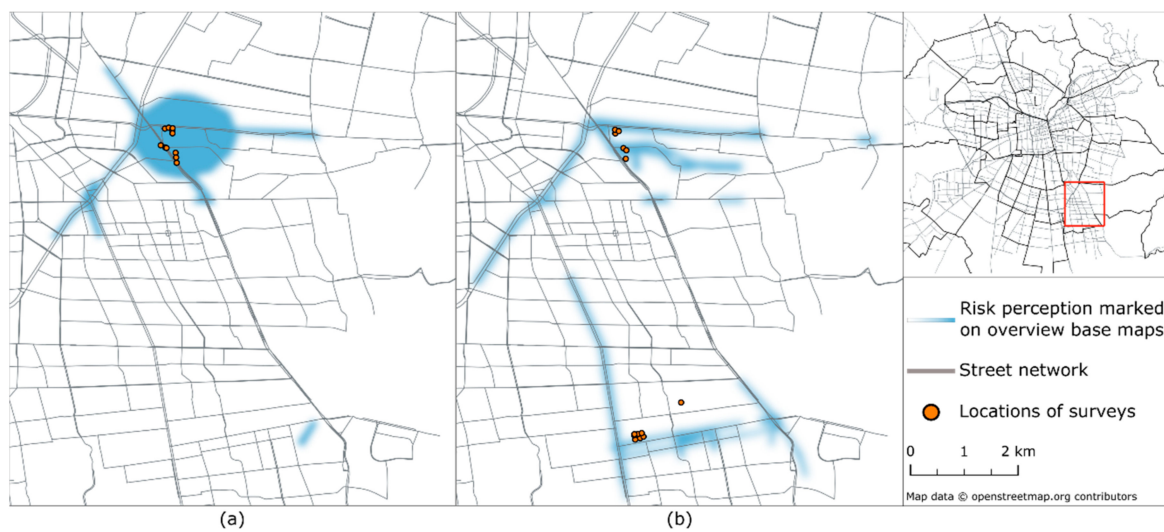 Risk perception marked
on overview base maps
Street network
Locations of surveys
0 1 2 km
Map data © openstreetmap.org contributors
(a) (b)